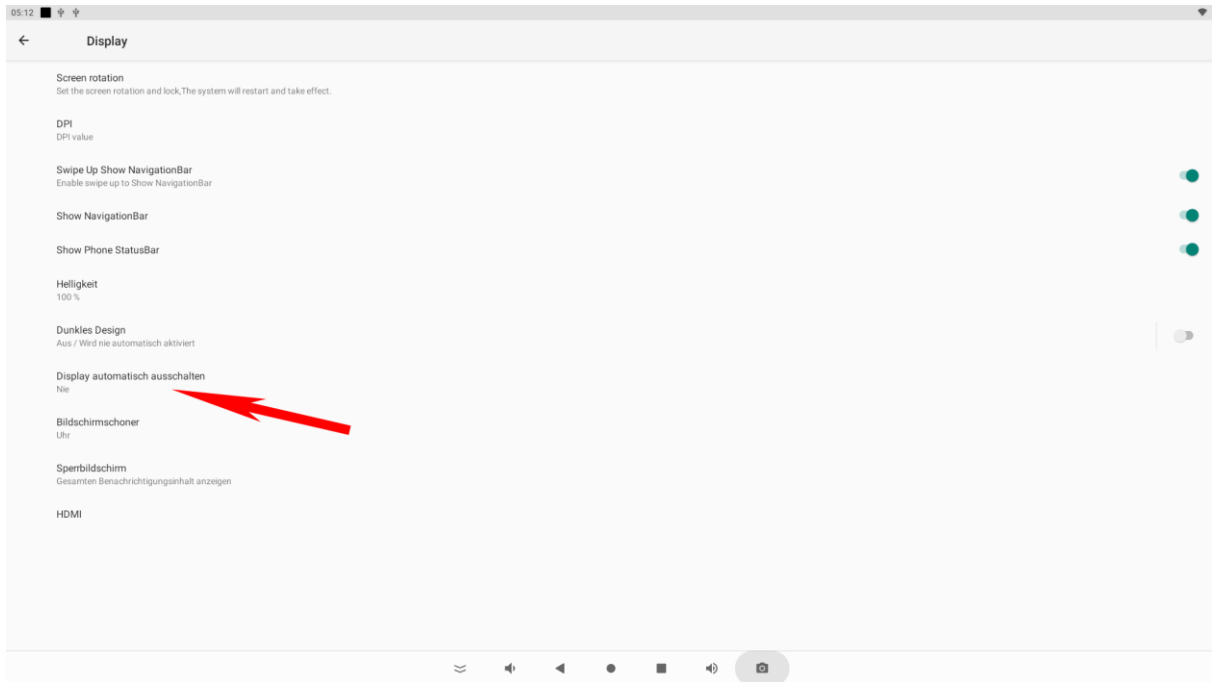 05:12
Display
Screen rotation
Set the screen rotation and lock,The system will restart and take effect.
DPI
DPI value
Swipe Up Show NavigationBar
Enable swipe up to Show NavigationBar
Show NavigationBar
Show Phone StatusBar
Helligkeit
100 %
Dunkles Design
Aus / Wird nie automatisch aktiviert
Display automatisch ausschalten
Nie
Bildschirmschoner
Uhr
Sperrbildschirm
Gesamten Benachrichtigungsinhalt anzeigen
HDMI